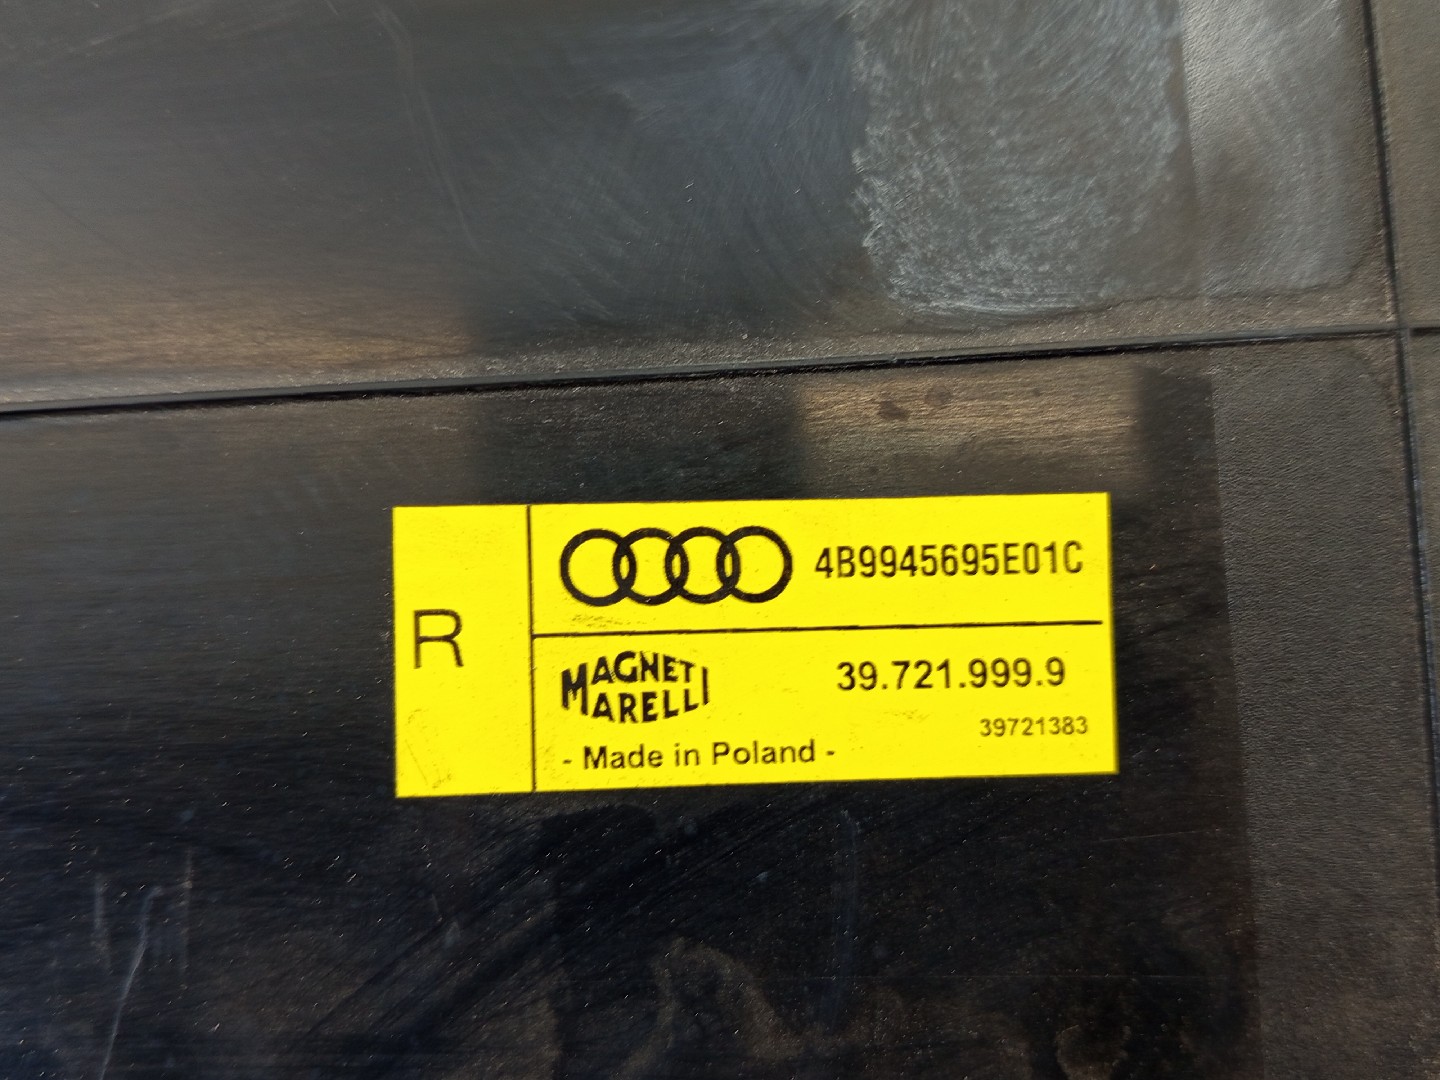 R
4B9945695E01C
MAGNETI
MARELLI
39.721.999.9
39721383
- Made in Poland -